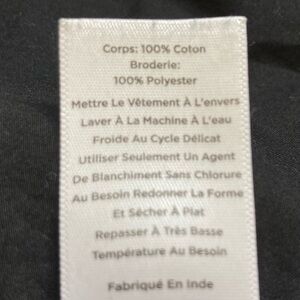 Corps: 100% Coton
Broderie:
100% Polyester
Mettre Le Vêtement À L'envers
Laver À La Machine À L'eau
Froide Au Cycle Délicat
Utiliser Seulement Un Agent
De Blanchiment Sans Chlorure
Au Besoin Redonner La Forme
Et Sécher À Plat
Repasser À Très Basse
Température Au Besoin
Fabriqué En Inde